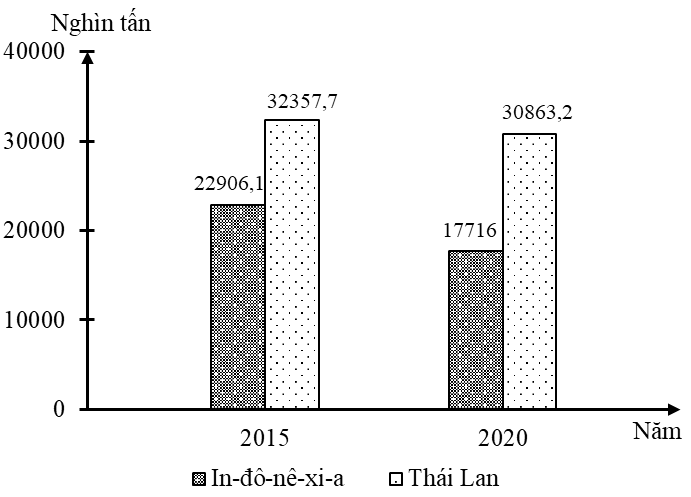 Nghìn tấn
40000
32357,7
30863,2
30000
22906,1
20000
17716
10000
0
2015
2020
Năm
In-đô-nê-xi-a
Thái Lan